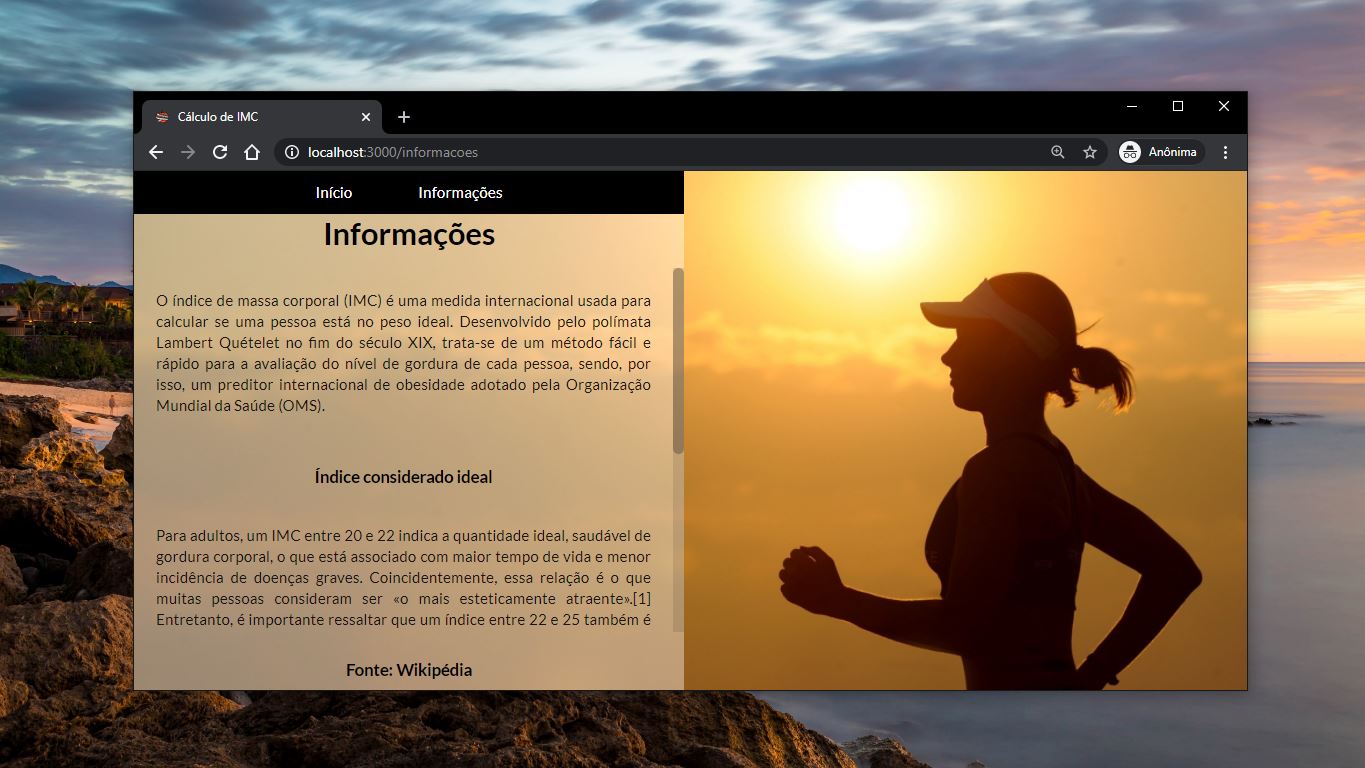 Cálculo de IMC
localhost:3000/informacoes
Anônima
Início Informações
Informações
O índice de massa corporal (IMC) é uma medida internacional usada para
calcular se uma pessoa está no peso ideal. Desenvolvido pelo polímata
Lambert Quételet no fim do século XIX, trata-se de um método fácil e
rápido para a avaliação do nível de gordura de cada pessoa, sendo, por
isso, um preditor internacional de obesidade adotado pela Organização
Mundial da Saúde (OMS).
Índice considerado ideal
Para adultos, um IMC entre 20 e 22 indica a quantidade ideal, saudável de
gordura corporal, o que está associado com maior tempo de vida e menor
incidência de doenças graves. Coincidentemente, essa relação é o que
muitas pessoas consideram ser «o mais esteticamente atraente».[1]
Entretanto, é importante ressaltar que um índice entre 22 e 25 também é
Fonte: Wikipédia